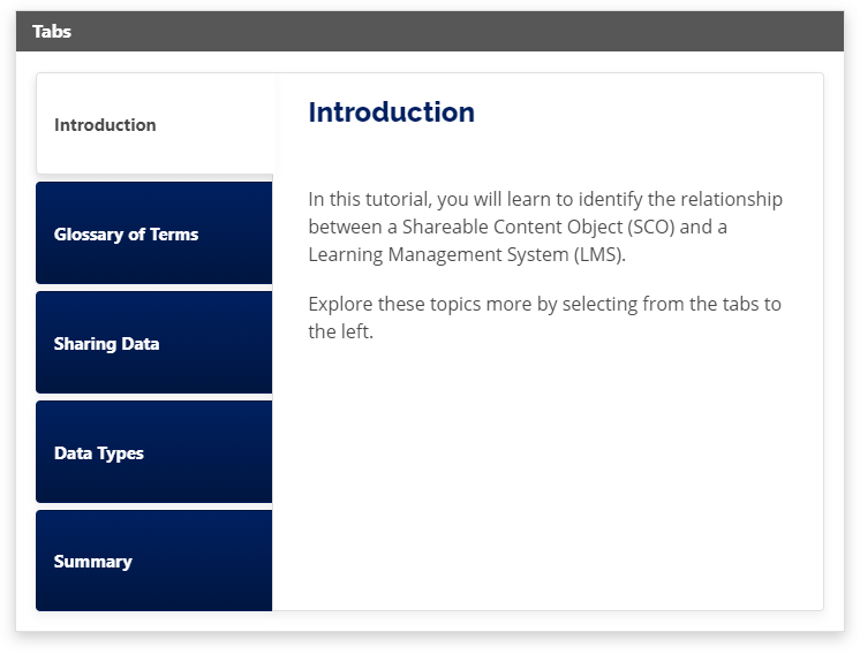 Tabs
Introduction
Glossary of Terms
Sharing Data
Data Types
Summary
Introduction
In this tutorial, you will learn to identify the relationship
between a Shareable Content Object (SCO) and a
Learning Management System (LMS).
Explore these topics more by selecting from the tabs to
the left.